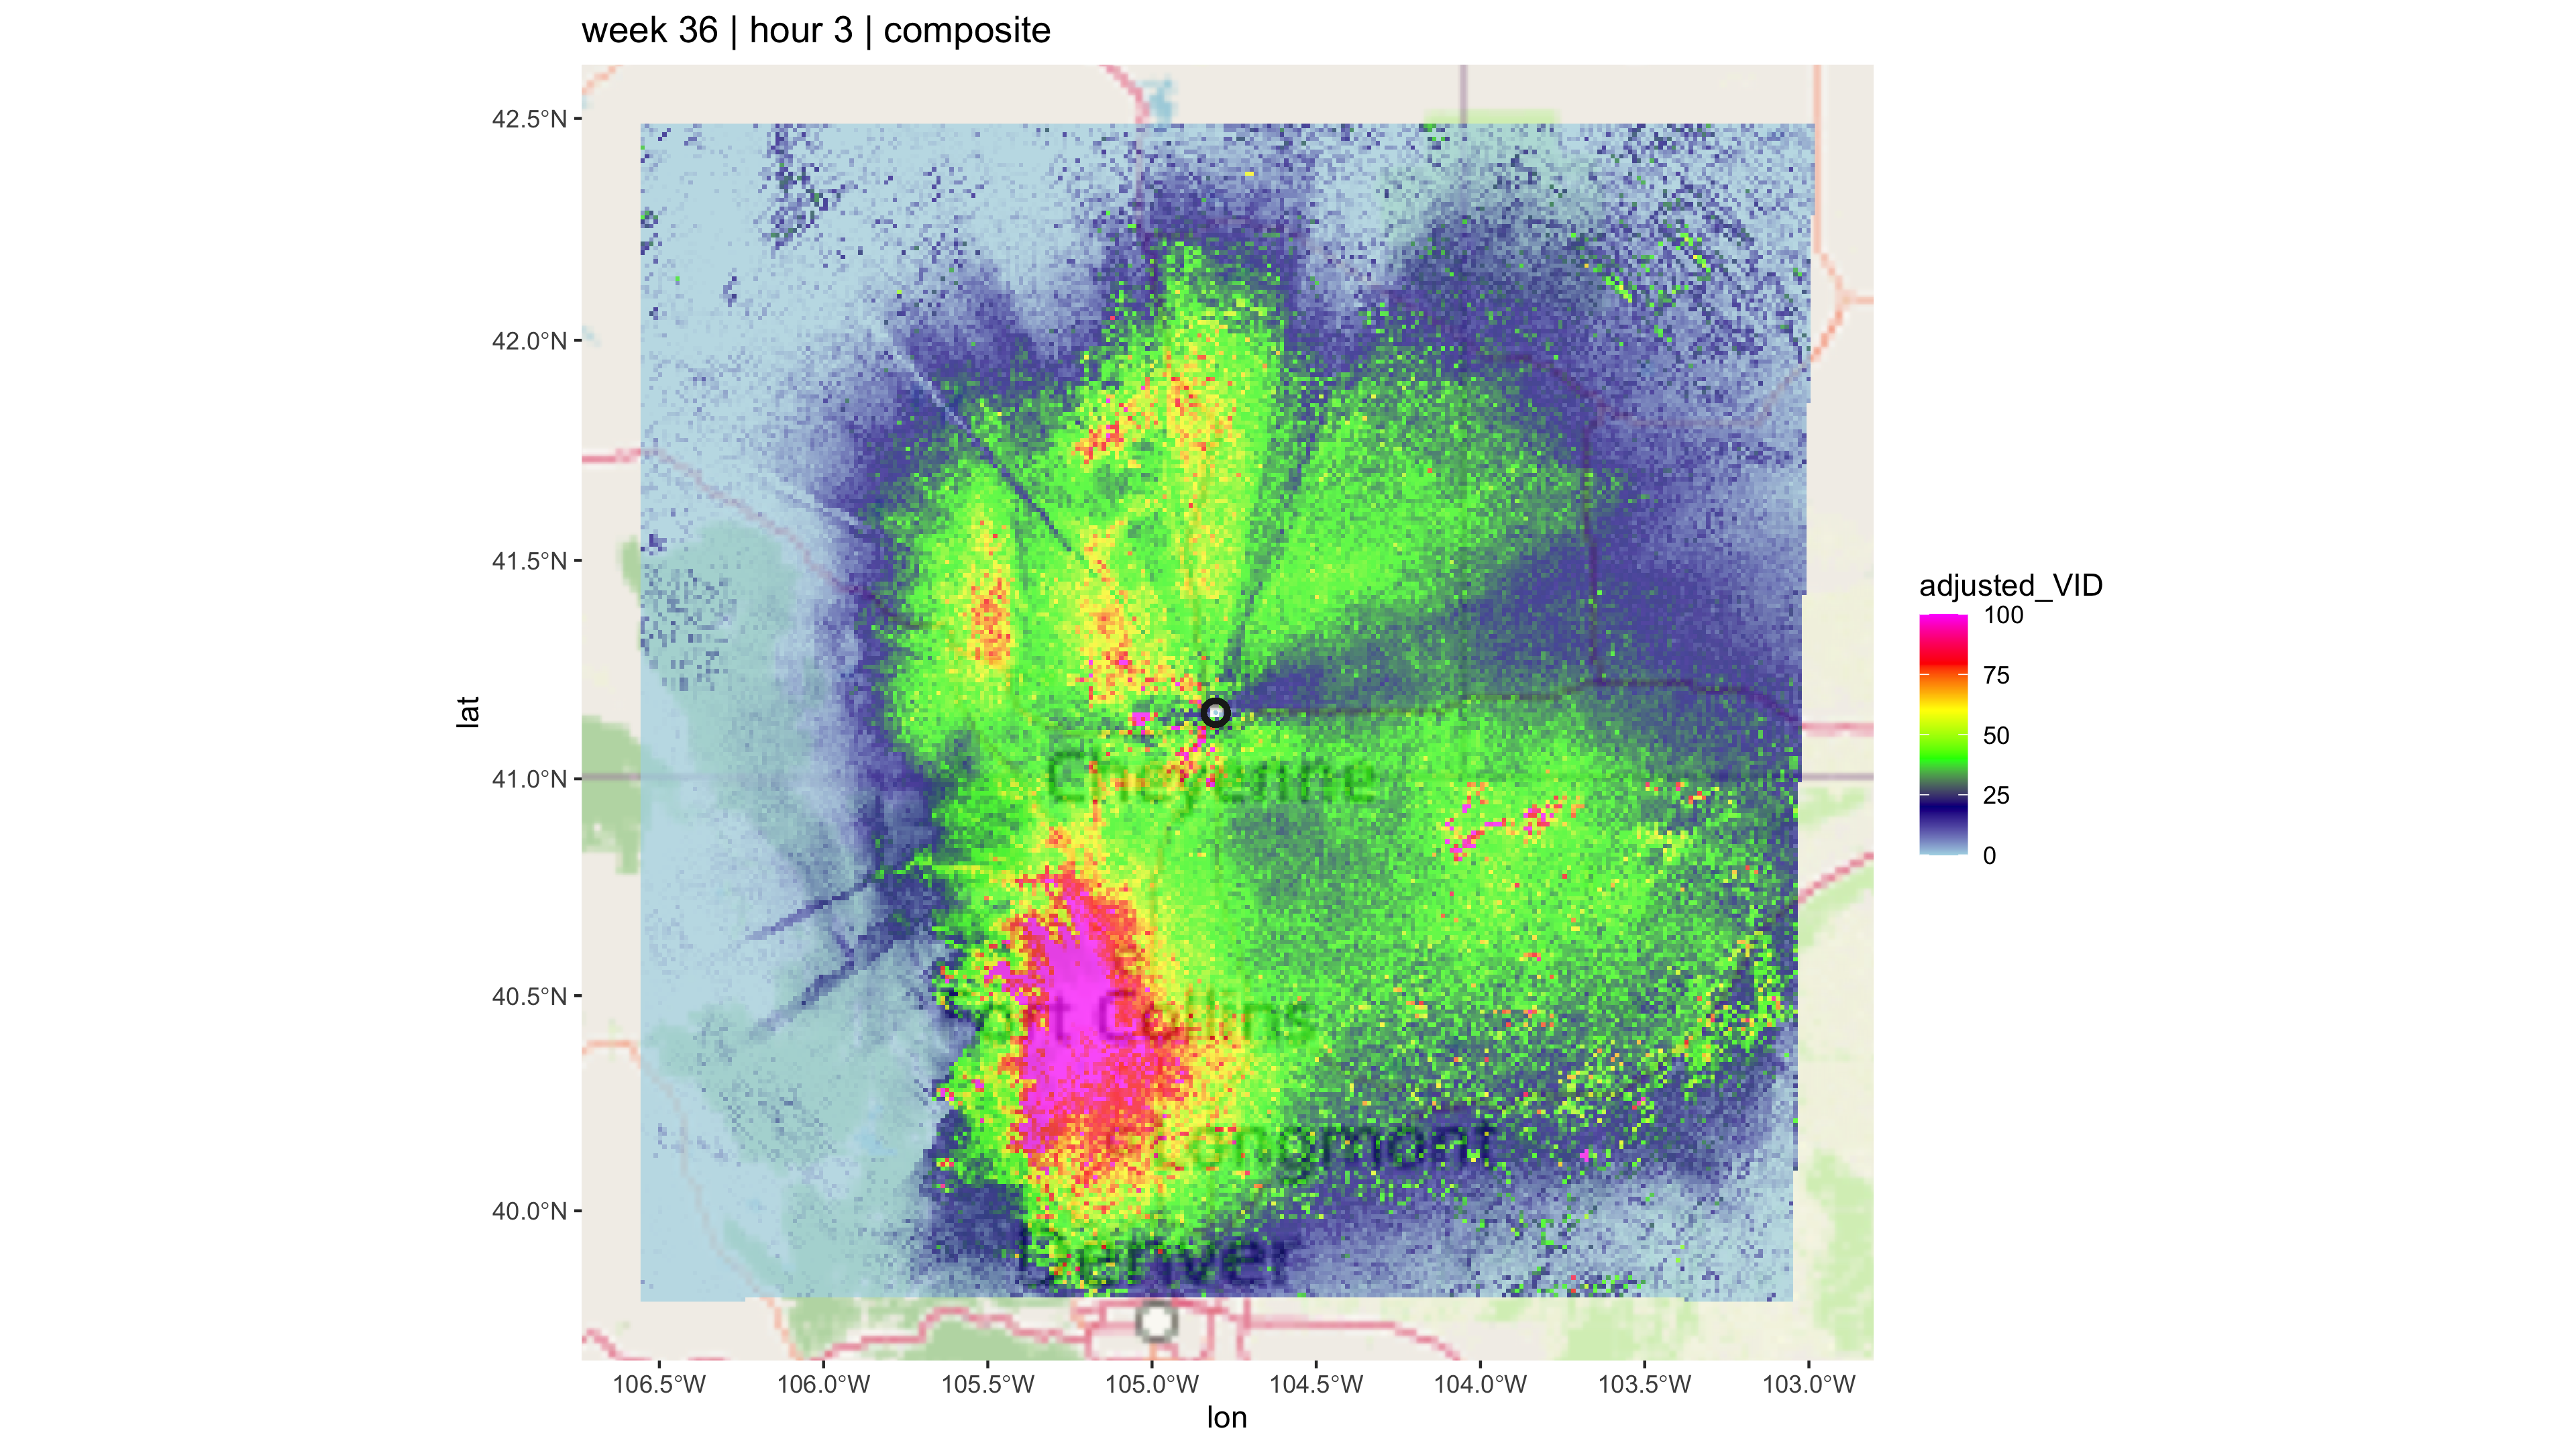 week 36 | hour 3 | composite
42.5°N
42.0°N
41.5°N
41.0°N
40.5°N
40.0°N
lat
106.5°W 106.0°W 105.5°W 105.0°W 104.5°W 104.0°W 103.5°W 103.0°W
lon
Cheyenne
Fort Collins
Longmont
Denver
adjusted_VID
100
75
50
25
0